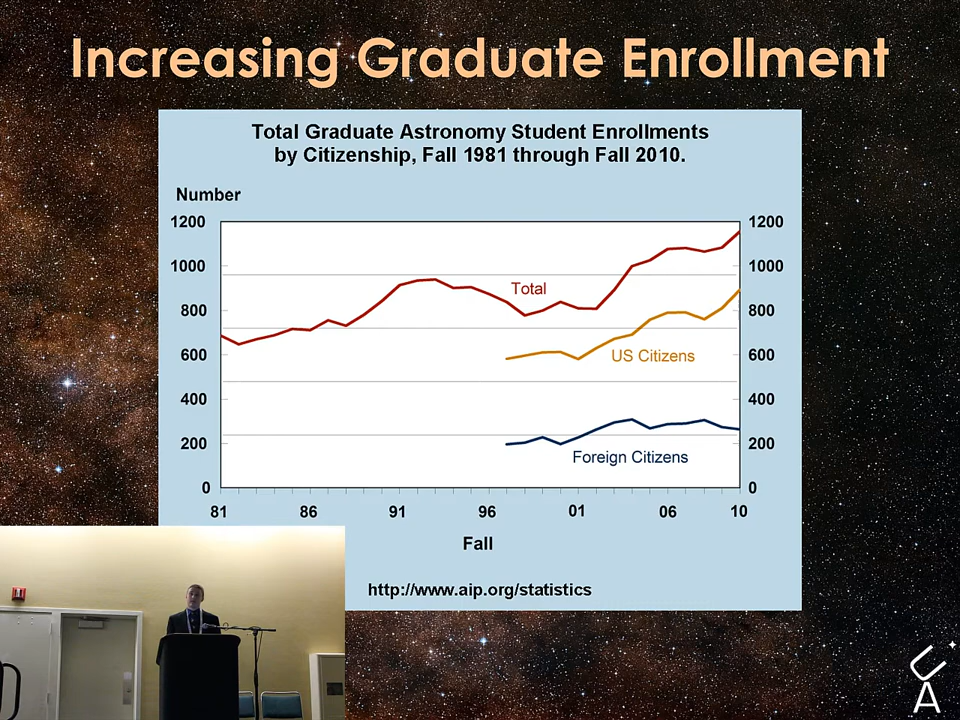 Increasing Graduate Enrollment
Total Graduate Astronomy Student Enrollments
by Citizenship, Fall 1981 through Fall 2010.
Number
1200 1200
1000 1000
Total
800 800
US Citizens
600 600
400 400
Foreign Citizens
200 200
0 0
81 86 91 96 01 06 10
Fall
http://www.aip.org/statistics
UA